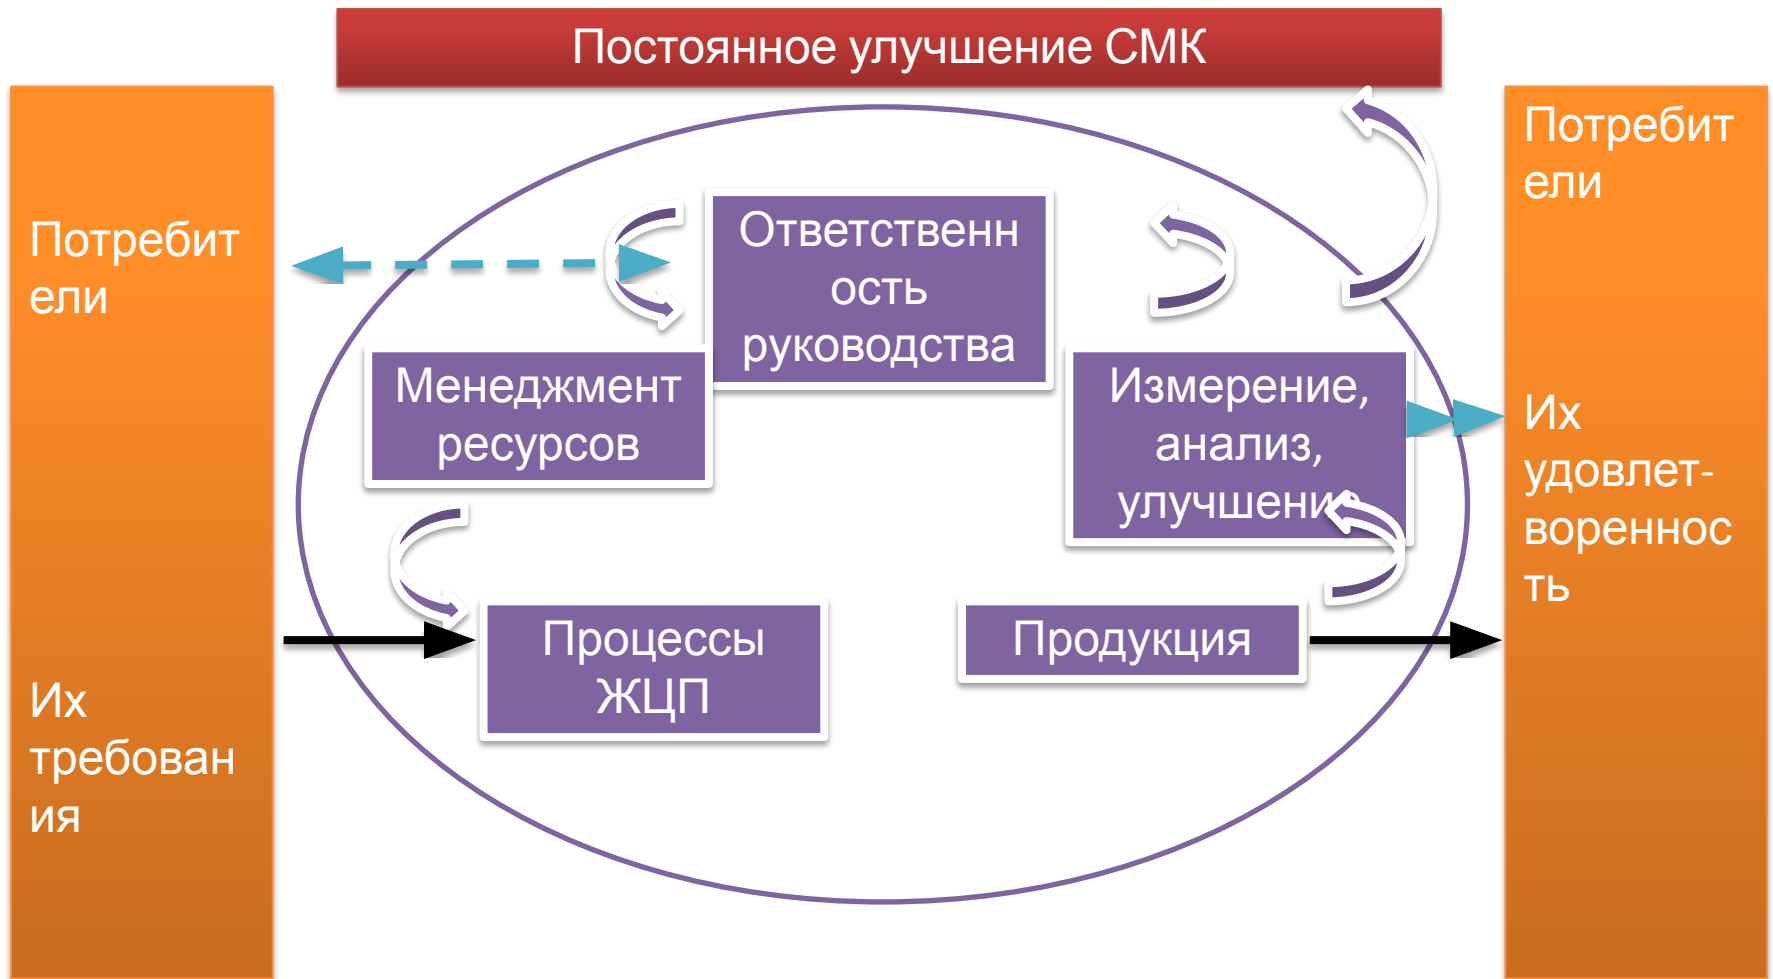 Постоянное улучшение СМК
Потребит
ели
Их
требован
ия
Ответственн
ость
руководства
Менеджмент
ресурсов
Измерение,
анализ,
улучшение
Процессы
ЖЦП
Продукция
Потребит
ели
Их
удовлет-
вореннос
ть